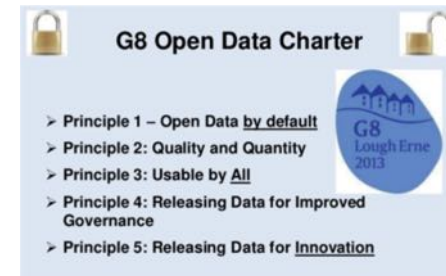 G8 Open Data Charter
➢ Principle 1 – Open Data by default
➢ Principle 2: Quality and Quantity
➢ Principle 3: Usable by All
➢ Principle 4: Releasing Data for Improved
Governance
➢ Principle 5: Releasing Data for Innovation
G8
Lough Erne
2013